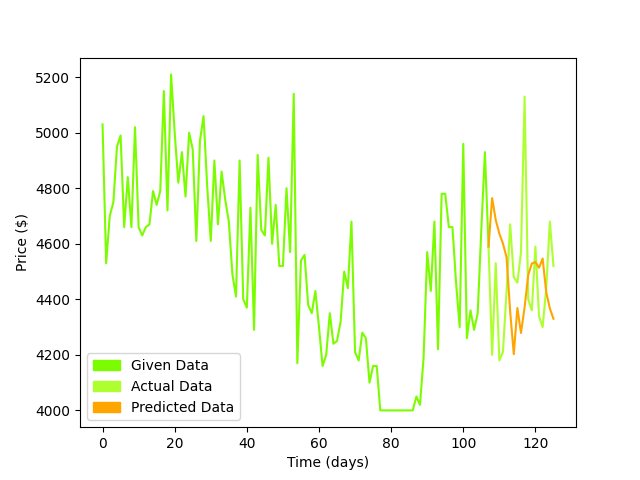 5200
5000
4800
4600
4400
4200
4000
Price ($)
Given Data
Actual Data
Predicted Data
0 20 40 60 80 100 120
Time (days)